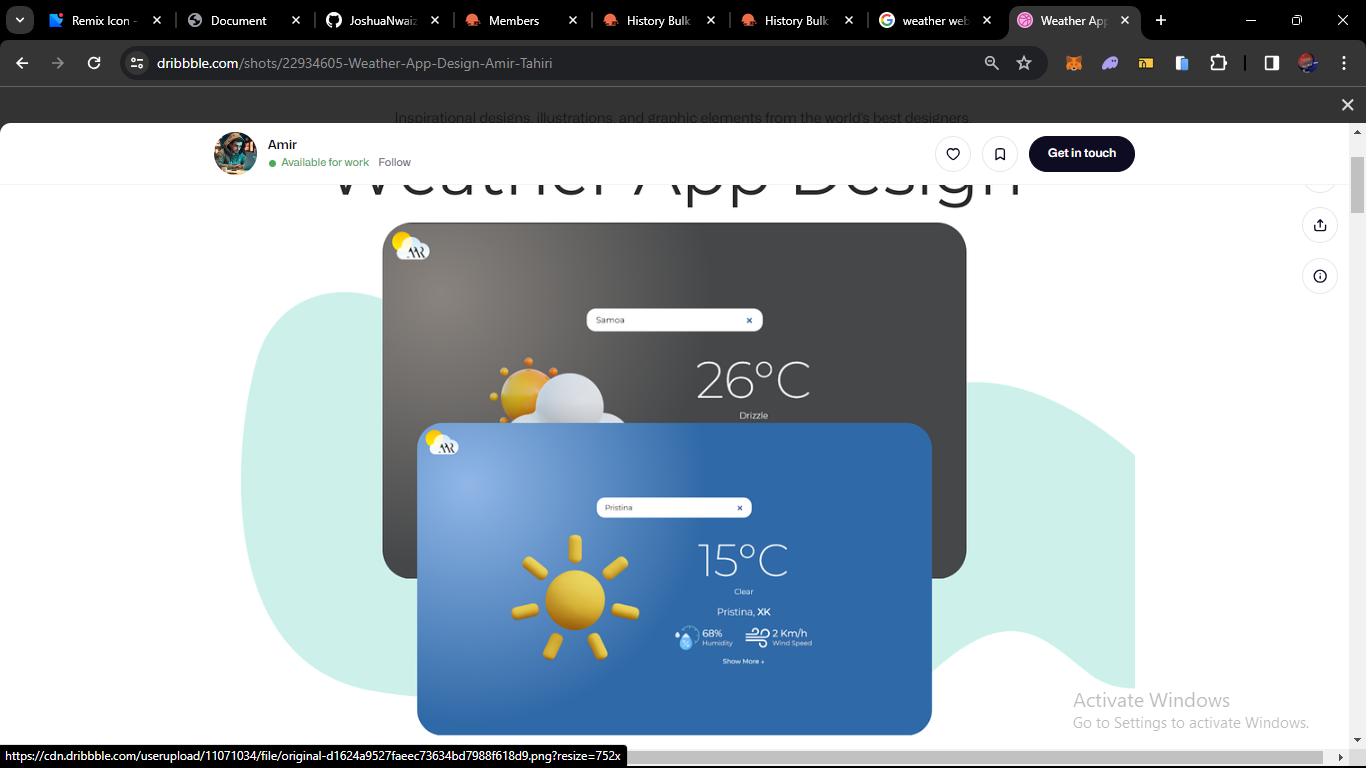 Remix Icon -
Document
JoshuaNwaiz
Members
History Bulk
History Bulk
weather web
Weather App
dribbble.com/shots/22934605-Weather-App-Design-Amir-Tahiri
Inspirational designs, illustrations, and graphic elements from the world's best designers.
Amir
Available for work Follow
Get in touch
Weather App Design
Samoa
26°C
Drizzle
Pristina
15°C
Clear
Pristina, XK
68%
Humidity
2 Km/h
Wind Speed
Show More +
Activate Windows
Go to Settings to activate Windows.
https://cdn.dribbble.com/userupload/11071034/file/original-d1624a9527faeec73634bd7988f618d9.png?resize=752x